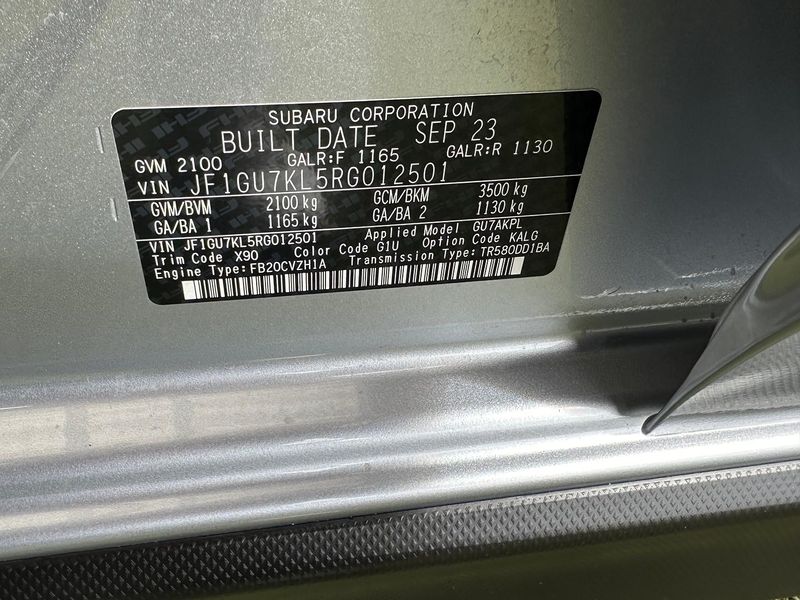 SUBARU CORPORATION
BUILT DATE SEP 23
GVM 2100 GALR:F 1165 GALR:R 1130
VIN JF1GU7KL5RG012501
GVM/BVM 2100 kg GCM/BKM 3500 kg
GA/BA 1 1165 kg GA/BA 2 1130 kg
VIN JF1GU7KL5RG012501 Applied Model GU7AKPL
Trim Code X90 Color Code G1U Option Code KALG
Engine Type: FB20CVZH1A Transmission Type: TR580DD1BA